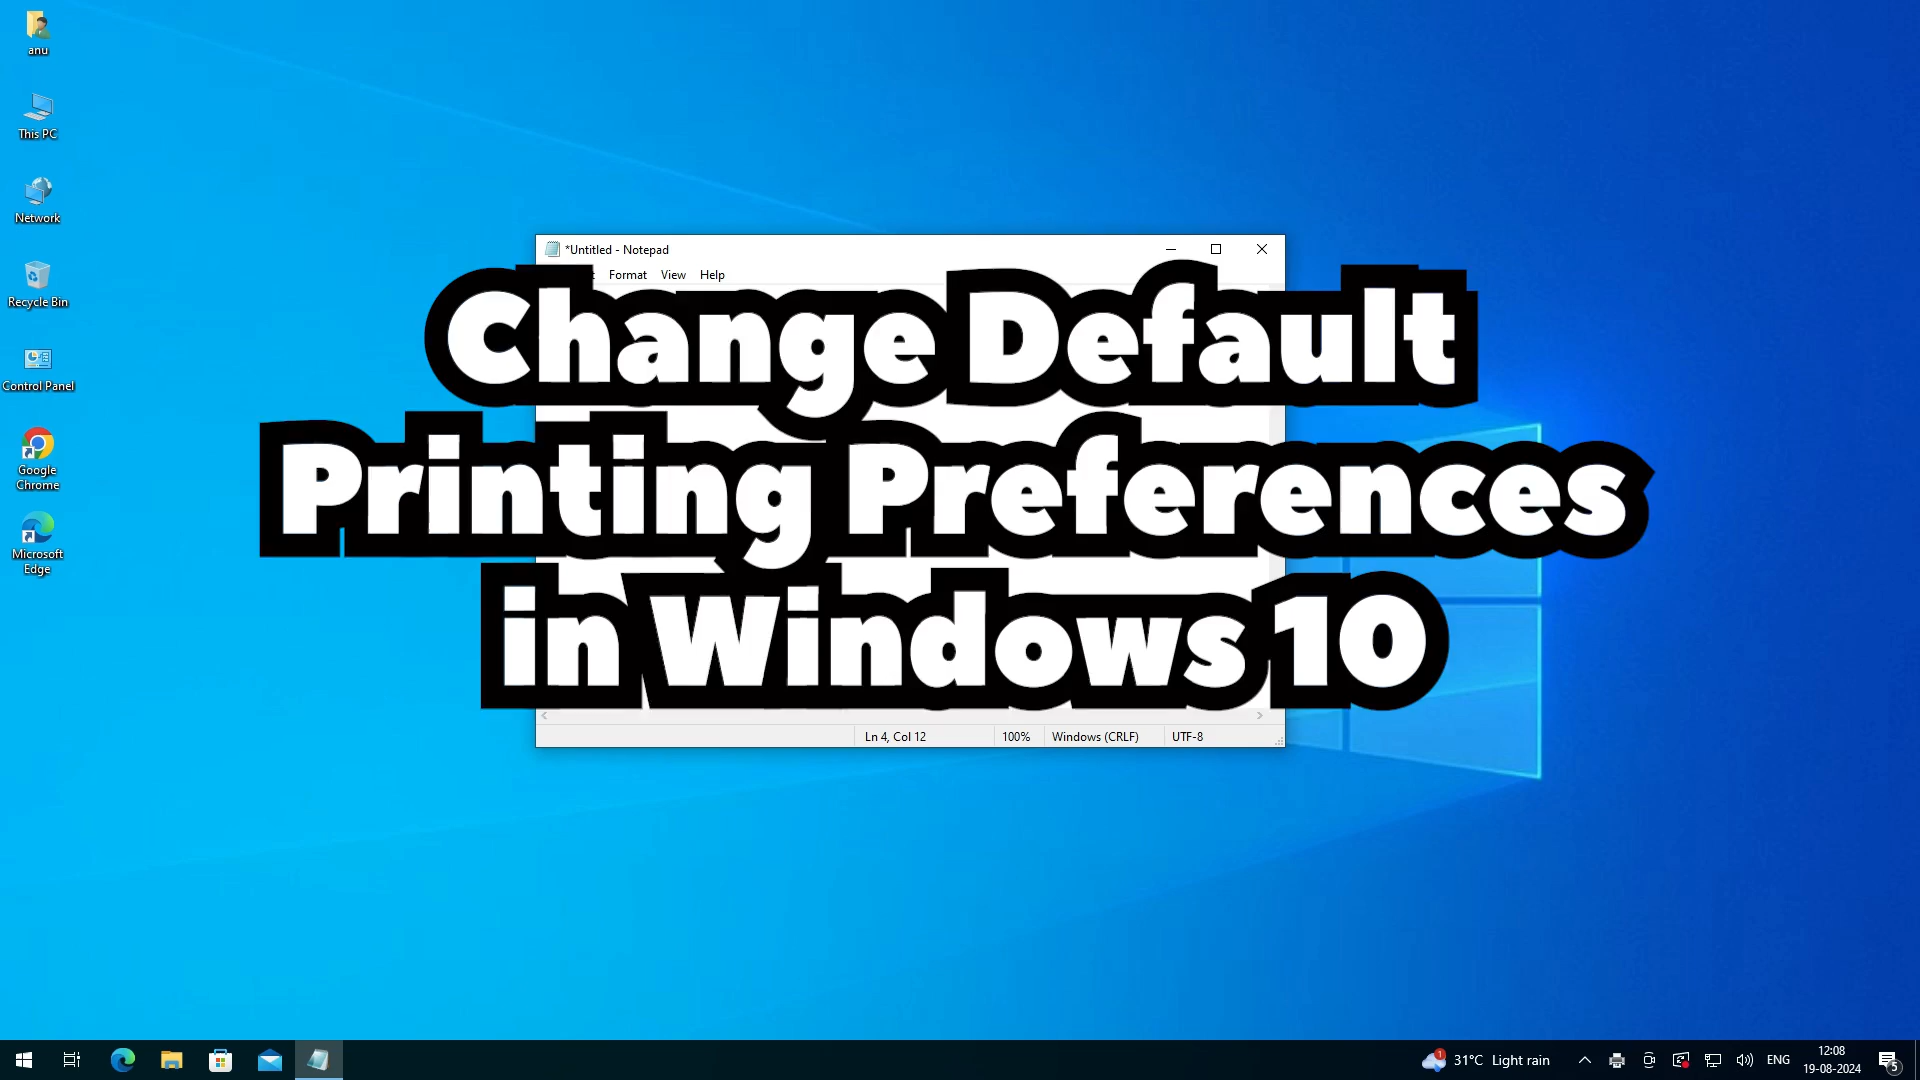 anu
This PC
Network
Recycle Bin
Control Panel
Google
Chrome
Microsoft
Edge
*Untitled - Notepad
Format View Help
Change Default
Printing Preferences
in Windows 10
Ln 4, Col 12 100% Windows (CRLF) UTF-8
1 31°C Light rain ENG 12:08 5
19-08-2024